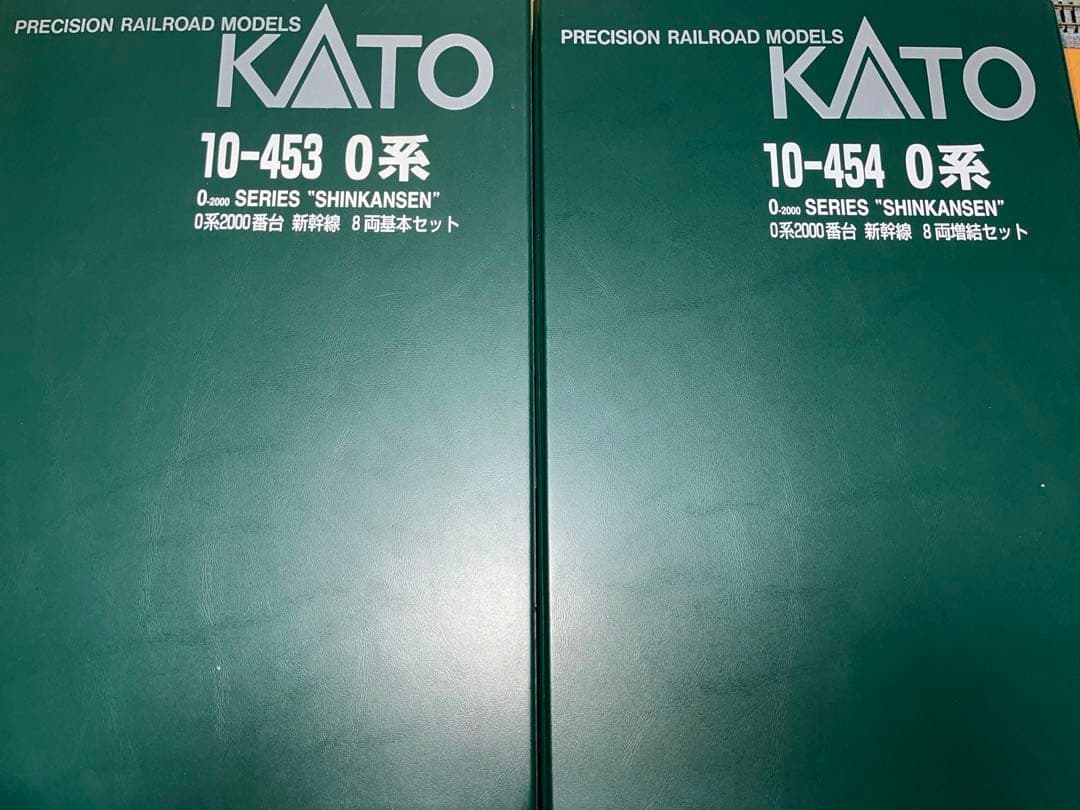 PRECISION RAILROAD MODELS
KATO
10-453 0系
0-2000 SERIES "SHINKANSEN"
0系2000番台 新幹線 8両基本セット
PRECISION RAILROAD MODELS
KATO
10-454 0系
0-2000 SERIES "SHINKANSEN"
0系2000番台 新幹線 8両増結セット